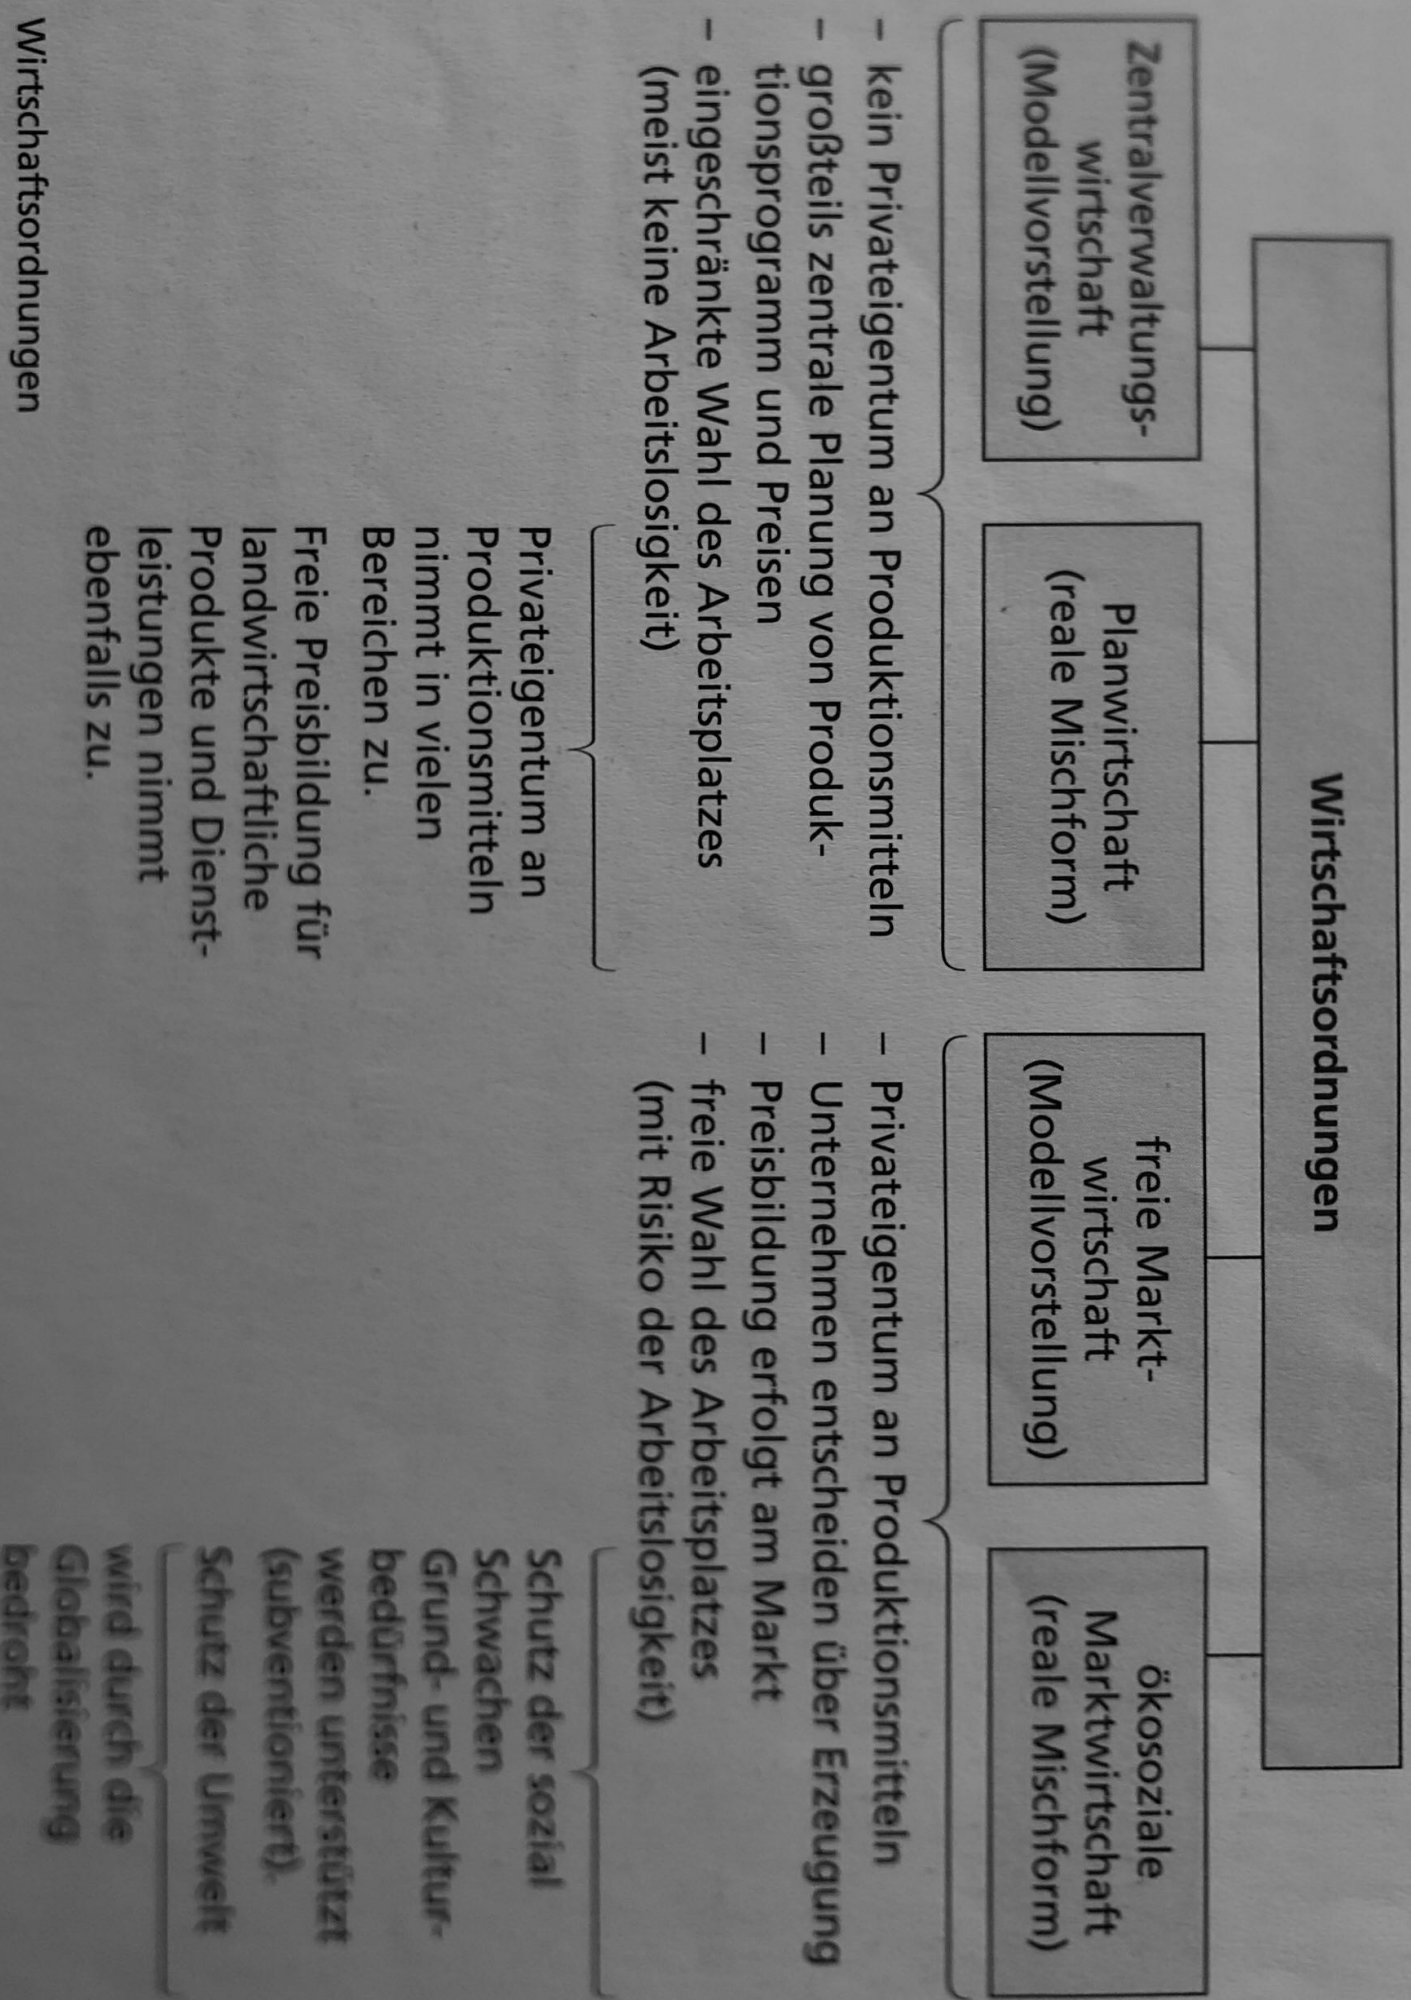 Wirtschaftsordnungen
Zentralverwaltungs-
wirtschaft
(Modellvorstellung)
Planwirtschaft
(reale Mischform)
freie Markt-
wirtschaft
(Modellvorstellung)
ökosoziale
Marktwirtschaft
(reale Mischform)
– kein Privateigentum an Produktionsmitteln
– großteils zentrale Planung von Produk-
tionsprogramm und Preisen
– eingeschränkte Wahl des Arbeitsplatzes
(meist keine Arbeitslosigkeit)
– Privateigentum an Produktionsmitteln
– Unternehmen entscheiden über Erzeugung
– Preisbildung erfolgt am Markt
– freie Wahl des Arbeitsplatzes
(mit Risiko der Arbeitslosigkeit)
Privateigentum an
Produktionsmitteln
nimmt in vielen
Bereichen zu.
Freie Preisbildung für
landwirtschaftliche
Produkte und Dienst-
leistungen nimmt
ebenfalls zu.
Schutz der sozial
Schwachen
Grund- und Kultur-
bedürfnisse
werden unterstützt
(subventioniert).
Schutz der Umwelt
wird durch die
Globalisierung
bedroht
Wirtschaftsordnungen